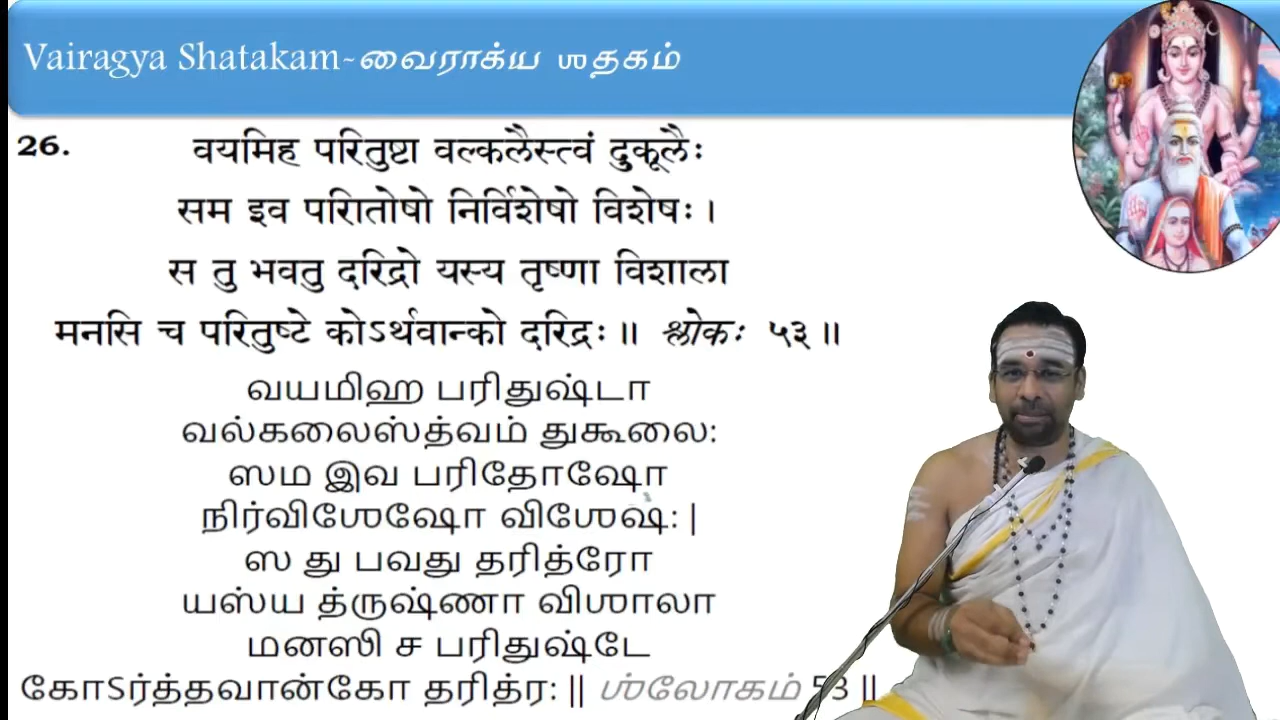 Vairagya Shatakam-வைராக்ய ஶதகம்
26. वयमिह परितुष्टा वल्कलैस्त्वं दुकूलैः
सम इव परितोषो निर्विशेषो विशेषः ।
स तु भवतु दरिद्रो यस्य तृष्णा विशाला
मनसि च परितुष्टे कोऽर्थवान्को दरिद्रः ॥ श्लोकः ५३ ॥
வயமிஹ பரிதுஷ்டா
வல்கலைஸ்த்வம் துகூலை:
ஸம இவ பரிதோஷோ
நிர்விஶேஷோ விஶேஷ: |
ஸ து பவது தரித்ரோ
யஸ்ய த்ருஷ்ணா விஶாலா
மனஸி ச பரிதுஷ்டே
கோSர்த்தவான்கோ தரித்ர: || ஶ்லோகம் 53 ||